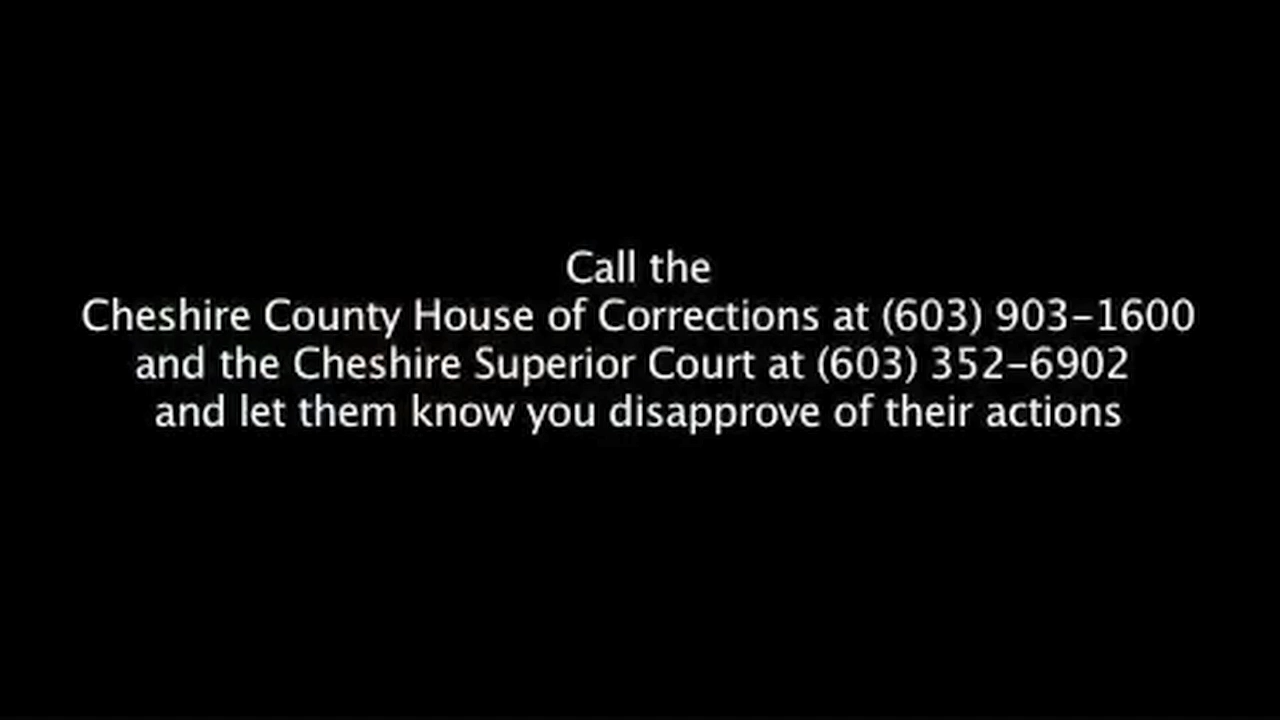 Call the
Cheshire County House of Corrections at (603) 903-1600
and the Cheshire Superior Court at (603) 352-6902
and let them know you disapprove of their actions